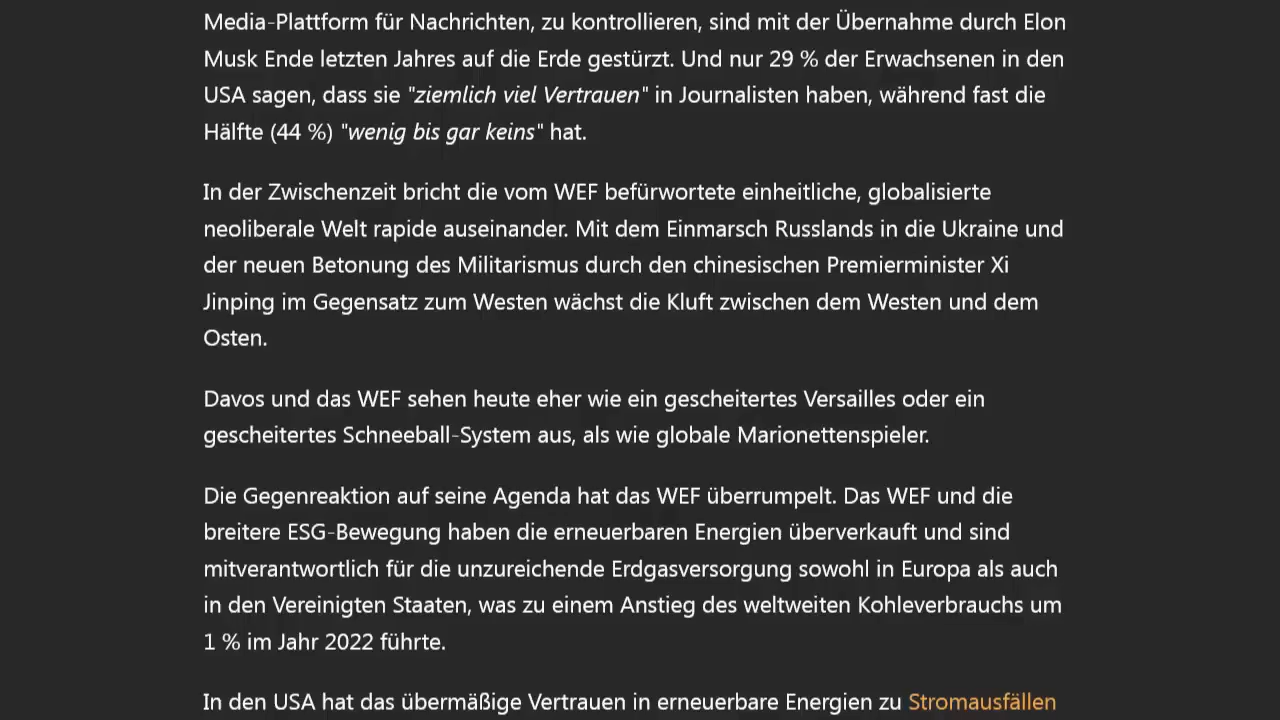 Media-Plattform für Nachrichten, zu kontrollieren, sind mit der Übernahme durch Elon
Musk Ende letzten Jahres auf die Erde gestürzt. Und nur 29 % der Erwachsenen in den
USA sagen, dass sie "ziemlich viel Vertrauen" in Journalisten haben, während fast die
Hälfte (44 %) "wenig bis gar keins" hat.
In der Zwischenzeit bricht die vom WEF befürwortete einheitliche, globalisierte
neoliberale Welt rapide auseinander. Mit dem Einmarsch Russlands in die Ukraine und
der neuen Betonung des Militarismus durch den chinesischen Premierminister Xi
Jinping im Gegensatz zum Westen wächst die Kluft zwischen dem Westen und dem
Osten.
Davos und das WEF sehen heute eher wie ein gescheitertes Versailles oder ein
gescheitertes Schneeball-System aus, als wie globale Marionettenspieler.
Die Gegenreaktion auf seine Agenda hat das WEF überrumpelt. Das WEF und die
breitere ESG-Bewegung haben die erneuerbaren Energien überverkauft und sind
mitverantwortlich für die unzureichende Erdgasversorgung sowohl in Europa als auch
in den Vereinigten Staaten, was zu einem Anstieg des weltweiten Kohleverbrauchs um
1 % im Jahr 2022 führte.
In den USA hat das übermäßige Vertrauen in erneuerbare Energien zu Stromausfällen